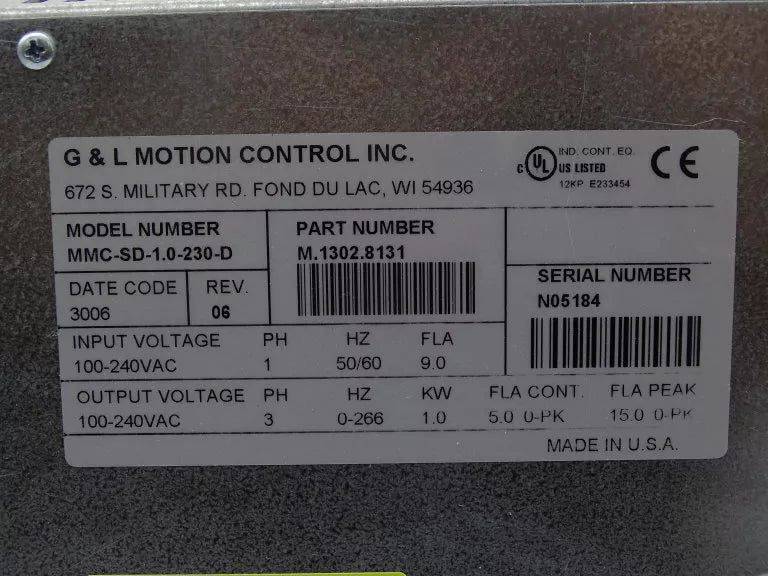 G & L MOTION CONTROL INC.
672 S. MILITARY RD. FOND DU LAC, WI 54936
C UL US LISTED
IND. CONT. EQ.
12KP E233454
CE
MODEL NUMBER
MMC-SD-1.0-230-D
PART NUMBER
M.1302.8131
DATE CODE
3006
REV.
06
SERIAL NUMBER
N05184
INPUT VOLTAGE PH HZ FLA
100-240VAC 1 50/60 9.0
OUTPUT VOLTAGE PH HZ KW FLA CONT. FLA PEAK
100-240VAC 3 0-266 1.0 5.0 0-PK 15.0 0-PK
MADE IN U.S.A.